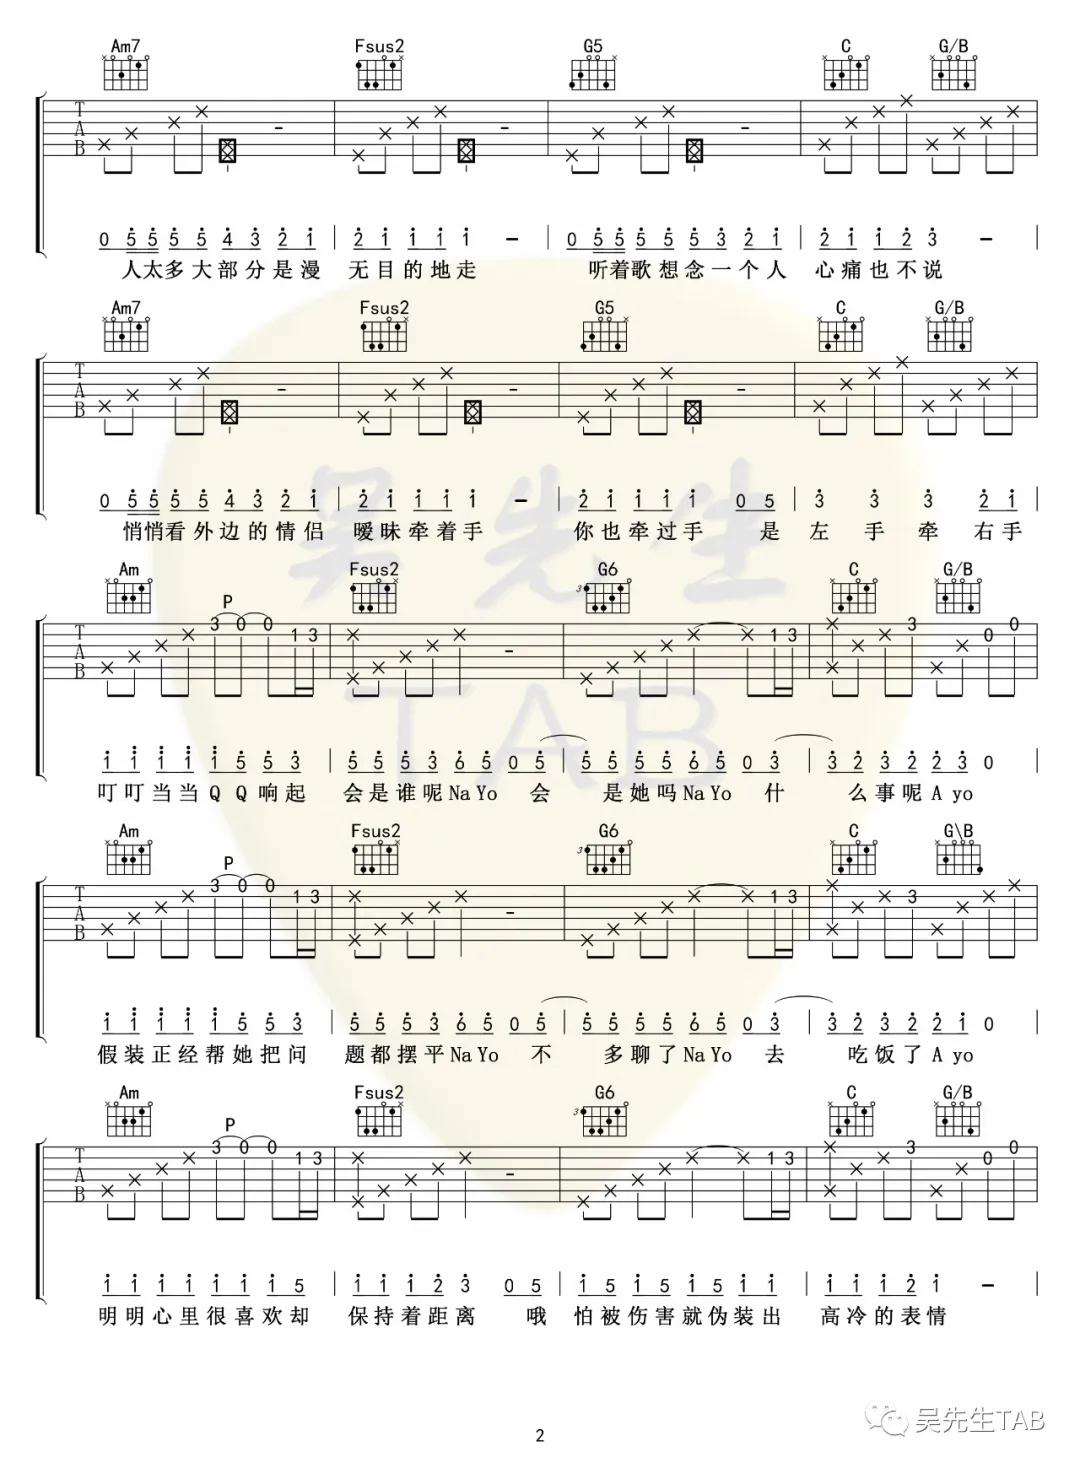 Am7 Fsus2 G5 C G/B
T
A
B
- - -
0 5 5 5 5 4 3 2 1 | 2 1 1 1 1 - | 0 5 5 5 5 5 3 2 1 | 2 1 1 2 3 - |
人太多大部分是漫 无目的地走 听着歌想念一个人 心痛也不说
Am7 Fsus2 G5 C G/B
T
A
B
- - -
0 5 5 5 5 4 3 2 1 | 2 1 1 1 1 - | 2 1 1 1 1 0 5 | 3 3 3 2 1 |
悄悄看外边的情侣 暧昧牵着手 你也牵过手 是左手牵右手
Am Fsus2 G6 C G/B
3 3
P
T
A
B
3 0 0 1 3 - 1 3 3 0 0
1 1 1 1 1 5 5 3 | 5 5 5 3 6 5 0 5 | 5 5 5 5 6 5 0 3 | 3 2 3 2 2 3 0 |
叮叮当当QQ响起 会是谁呢NaYo 会 是她吗NaYo 什 么事呢Ayo
Am Fsus2 G6 C G\B
3
P
T
A
B
3 0 0 1 3 - 1 3 3
1 1 1 1 1 5 5 3 | 5 5 5 3 6 5 0 5 | 5 5 5 5 6 5 0 3 | 3 2 3 2 2 1 0 |
假装正经帮她把问 题都摆平NaYo 不 多聊了NaYo 去 吃饭了Ayo
Am Fsus2 G6 C G/B
3
P
T
A
B
3 0 0 1 3 - 1 3 3 0 0
1 1 1 1 1 1 1 5 | 1 1 1 2 3 0 5 | 1 5 1 5 1 5 1 1 | 1 1 1 2 1 - |
明明心里很喜欢却 保持着距离 哦 怕被伤害就伪装出 高冷的表情
吴先生
TAB
吴先生TAB
2